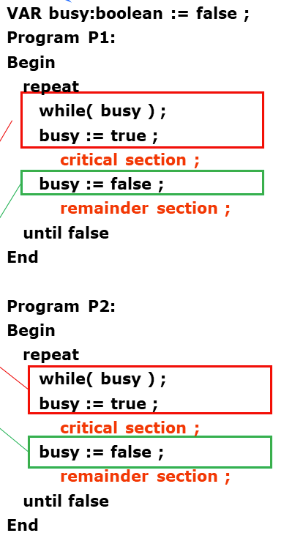 VAR busy:boolean := false ;
Program P1:
Begin
repeat
while( busy ) ;
busy := true ;
critical section ;
busy := false ;
remainder section ;
until false
End
Program P2:
Begin
repeat
while( busy ) ;
busy := true ;
critical section ;
busy := false ;
remainder section ;
until false
End